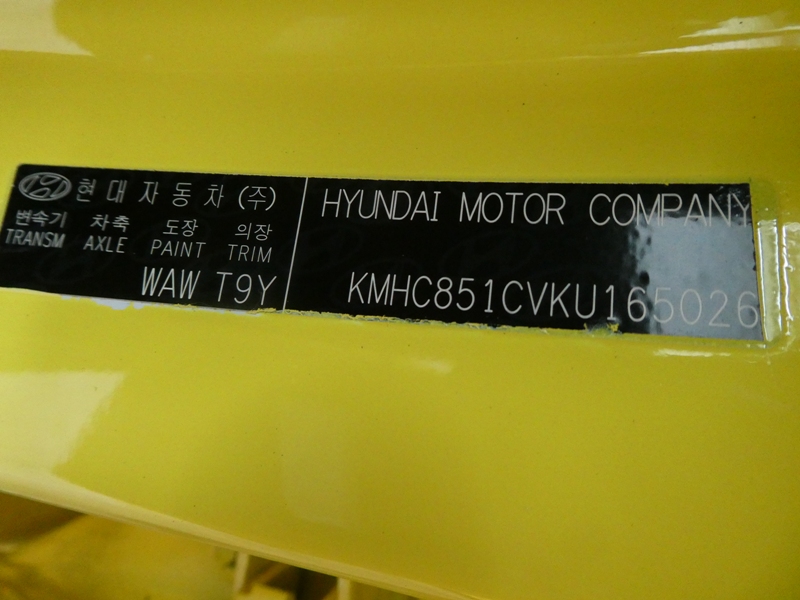 현대자동차(주)
변속기 차축 도장 의장
TRANSM AXLE PAINT TRIM
WAW T9Y
HYUNDAI MOTOR COMPANY
KMHC851CVKU165026